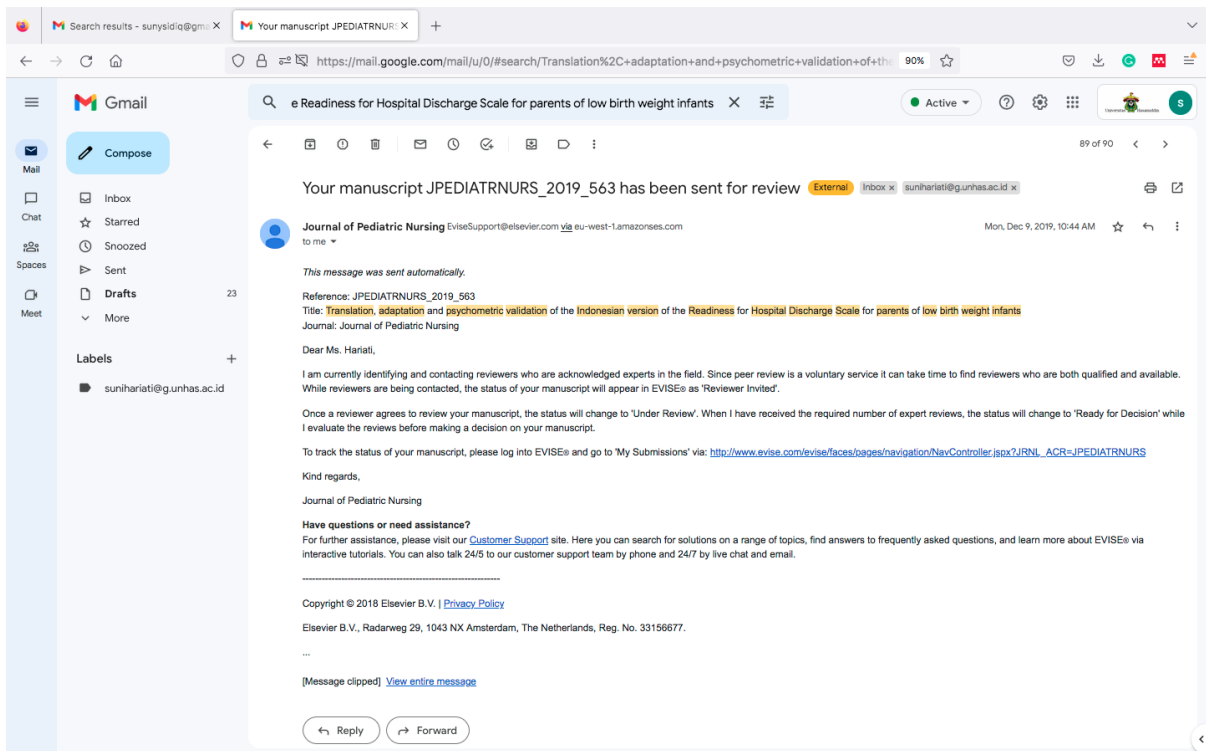 Search results - sunysidiq@gma
Your manuscript JPEDIATRNURS
https://mail.google.com/mail/u/0/#search/Translation%2C+adaptation+and+psychometric+validation+of+the
90%
Gmail
e Readiness for Hospital Discharge Scale for parents of low birth weight infants
Active
S
Mail
Chat
Spaces
Meet
Compose
Inbox
Starred
Snoozed
Sent
Drafts 23
More
Labels
sunihariati@g.unhas.ac.id
89 of 90
Your manuscript JPEDIATRNURS_2019_563 has been sent for review External Inbox x sunihariati@g.unhas.ac.id x
Journal of Pediatric Nursing EviseSupport@elsevier.com via eu-west-1.amazonses.com Mon, Dec 9, 2019, 10:44 AM
to me
This message was sent automatically.
Reference: JPEDIATRNURS_2019_563
Title: Translation, adaptation and psychometric validation of the Indonesian version of the Readiness for Hospital Discharge Scale for parents of low birth weight infants
Journal: Journal of Pediatric Nursing
Dear Ms. Hariati,
I am currently identifying and contacting reviewers who are acknowledged experts in the field. Since peer review is a voluntary service it can take time to find reviewers who are both qualified and available.
While reviewers are being contacted, the status of your manuscript will appear in EVISE® as 'Reviewer Invited'.
Once a reviewer agrees to review your manuscript, the status will change to 'Under Review'. When I have received the required number of expert reviews, the status will change to 'Ready for Decision' while
I evaluate the reviews before making a decision on your manuscript.
To track the status of your manuscript, please log into EVISE® and go to 'My Submissions' via: http://www.evise.com/evise/faces/pages/navigation/NavController.jspx?JRNL_ACR=JPEDIATRNURS
Kind regards,
Journal of Pediatric Nursing
Have questions or need assistance?
For further assistance, please visit our Customer Support site. Here you can search for solutions on a range of topics, find answers to frequently asked questions, and learn more about EVISE® via
interactive tutorials. You can also talk 24/5 to our customer support team by phone and 24/7 by live chat and email.
------------------------------------------------------------
Copyright © 2018 Elsevier B.V. | Privacy Policy
Elsevier B.V., Radarweg 29, 1043 NX Amsterdam, The Netherlands, Reg. No. 33156677.
...
[Message clipped] View entire message
Reply
Forward